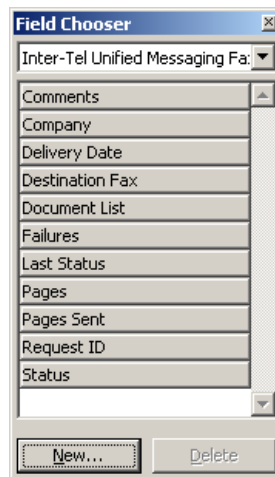 Field Chooser
Inter-Tel Unified Messaging Fa
Comments
Company
Delivery Date
Destination Fax
Document List
Failures
Last Status
Pages
Pages Sent
Request ID
Status
New...
Delete